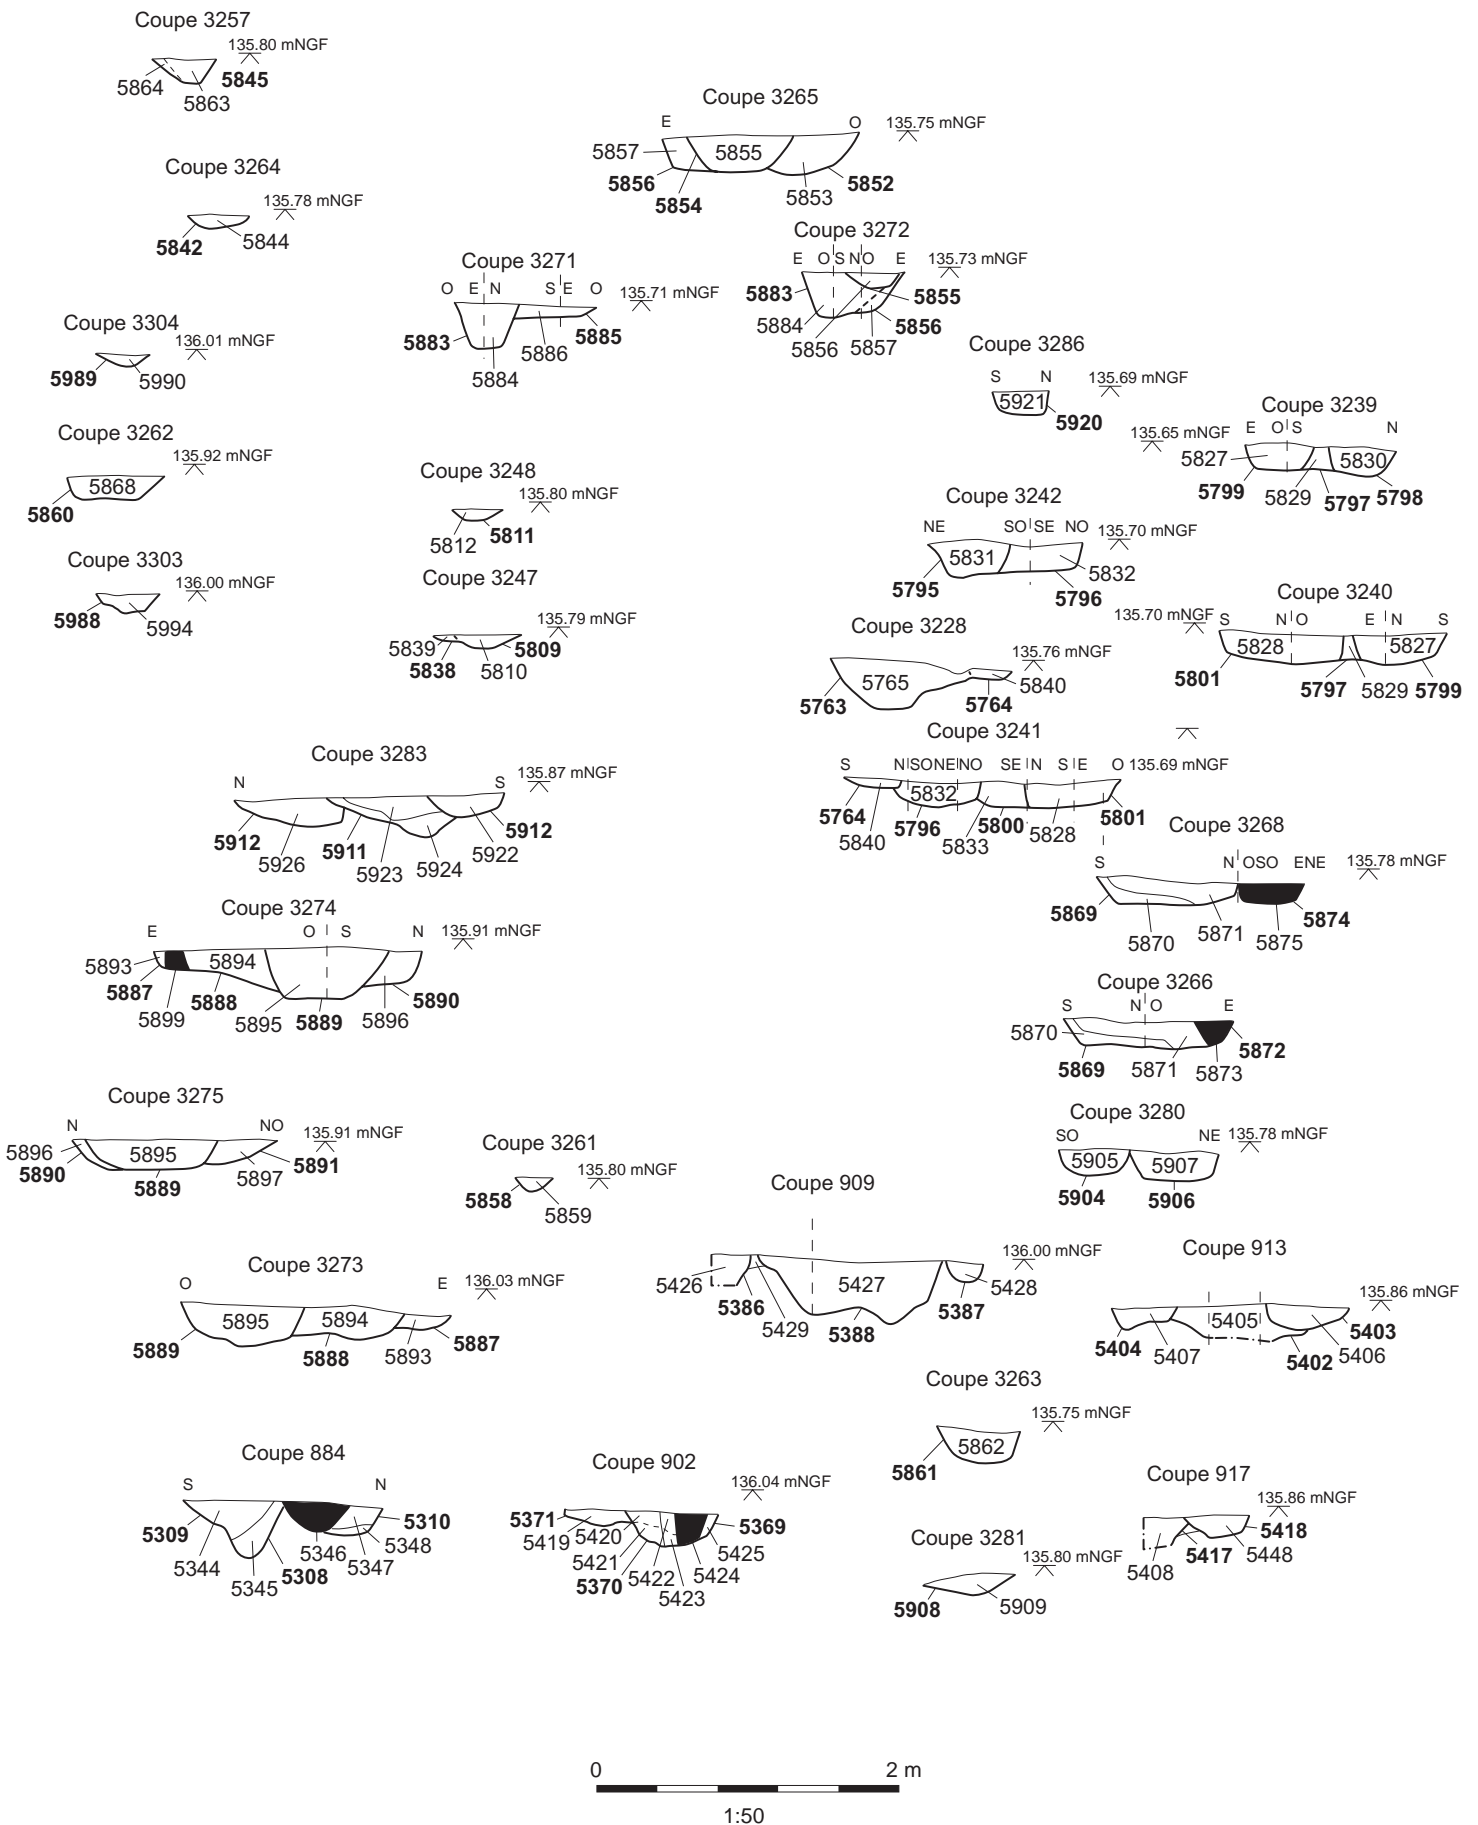 Coupe 3257
135.80 mNGF
5864
5845
5863
Coupe 3265
E O 135.75 mNGF
5857 5855
5856 5852
5853
5854
Coupe 3264
135.78 mNGF
5842 5844
Coupe 3271
O E N S E O 135.71 mNGF
5883 5886 5885
5884
Coupe 3272
E O S N O E 135.73 mNGF
5883 5855
5884 5856
5856 5857
Coupe 3304
136.01 mNGF
5989 5990
Coupe 3286
S N 135.69 mNGF
5921
5920
Coupe 3239
135.65 mNGF E O S N
5827 5830
5799 5829 5797 5798
Coupe 3262
135.92 mNGF
5868
5860
Coupe 3248
135.80 mNGF
5812 5811
Coupe 3242
NE SO SE NO 135.70 mNGF
5831 5832
5795 5796
Coupe 3303
136.00 mNGF
5988 5994
Coupe 3247
135.79 mNGF
5839 5809
5838 5810
Coupe 3240
135.70 mNGF S N O E N S
5828 5827
5801 5797 5829 5799
Coupe 3228
135.76 mNGF
5765 5840
5763 5764
Coupe 3241
S N SO NE NO SE N S E O 135.69 mNGF
5832
5764 5796 5800 5801
5840 5833 5828
Coupe 3283
N S 135.87 mNGF
5912 5911 5912
5926 5923 5924 5922
Coupe 3268
S N OSO ENE 135.78 mNGF
5869 5874
5870 5871 5875
Coupe 3274
E O S N 135.91 mNGF
5893 5894
5887 5888 5890
5899 5895 5889 5896
Coupe 3266
S N O E
5870 5872
5869 5871 5873
Coupe 3275
N NO 135.91 mNGF
5896 5895
5890 5889 5897 5891
Coupe 3261
135.80 mNGF
5858 5859
Coupe 3280
SO NE 135.78 mNGF
5905 5907
5904 5906
Coupe 909
136.00 mNGF
5426 5427 5428
5386 5429 5388 5387
Coupe 913
135.86 mNGF
5405
5404 5407 5402 5406 5403
Coupe 3273
O E 136.03 mNGF
5895 5894
5889 5888 5893 5887
Coupe 3263
135.75 mNGF
5862
5861
Coupe 884
S N
5309 5310
5344 5345 5308 5346 5347 5348
Coupe 902
136.04 mNGF
5371 5369
5419 5420 5425
5421 5424
5370 5422 5423
Coupe 917
135.86 mNGF
5418
5417 5448
5408
Coupe 3281
135.80 mNGF
5908 5909
0 2 m
1:50